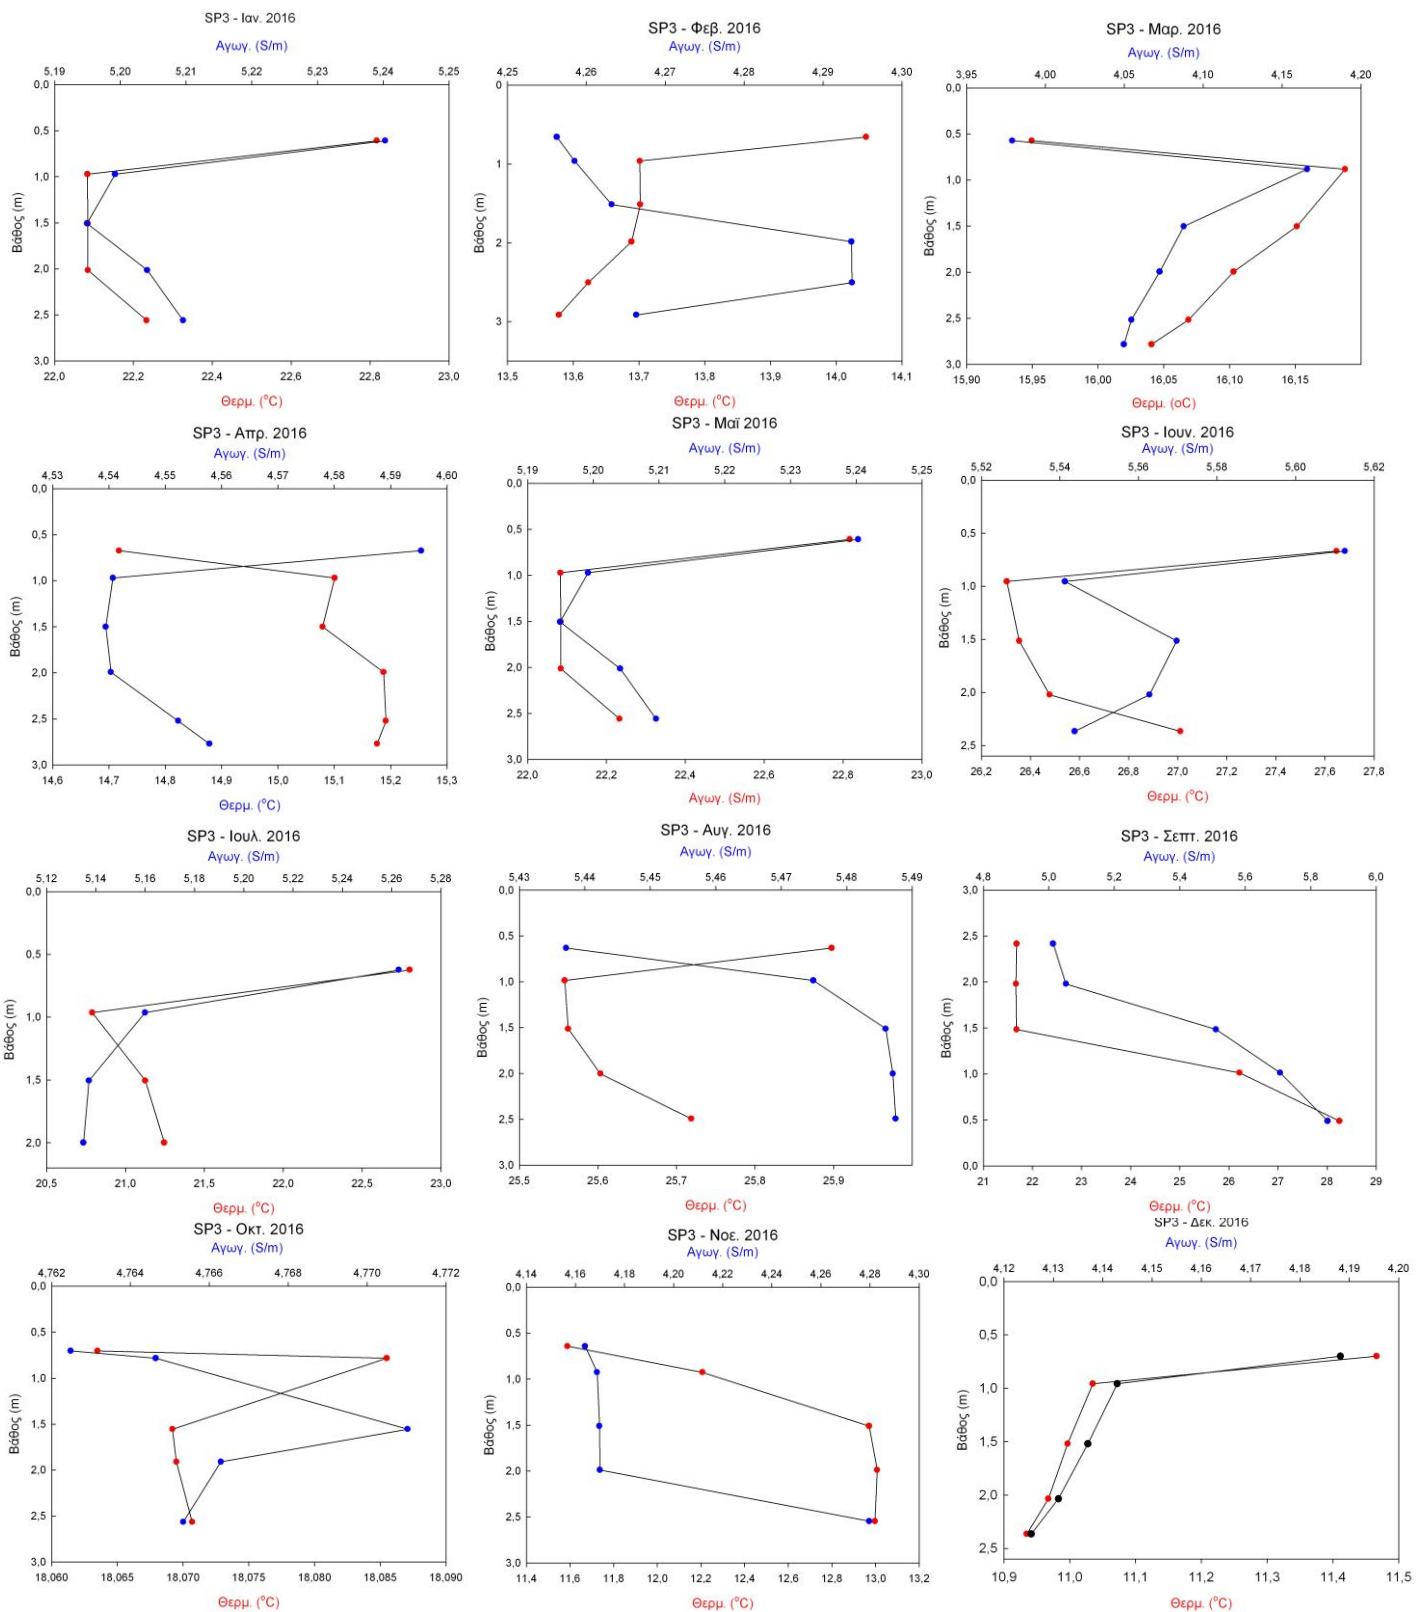 SP3 - Ιαν. 2016
Αγωγ. (S/m)
5,19 5,20 5,21 5,22 5,23 5,24 5,25
0,0
0,5
1,0
1,5
2,0
2,5
3,0
Βάθος (m)
22,0 22,2 22,4 22,6 22,8 23,0
Θερμ. (°C)
SP3 - Φεβ. 2016
Αγωγ. (S/m)
4,25 4,26 4,27 4,28 4,29 4,30
0,0
1
2
3
Βάθος (m)
13,5 13,6 13,7 13,8 13,9 14,0 14,1
Θερμ. (°C)
SP3 - Μαρ. 2016
Αγωγ. (S/m)
3,95 4,00 4,05 4,10 4,15 4,20
0,0
0,5
1,0
1,5
2,0
2,5
3,0
Βάθος (m)
15,90 15,95 16,00 16,05 16,10 16,15
Θερμ. (oC)
SP3 - Απρ. 2016
Αγωγ. (S/m)
4,53 4,54 4,55 4,56 4,57 4,58 4,59 4,60
0,0
0,5
1,0
1,5
2,0
2,5
3,0
Βάθος (m)
14,6 14,7 14,8 14,9 15,0 15,1 15,2 15,3
Θερμ. (°C)
SP3 - Μαϊ 2016
Αγωγ. (S/m)
5,19 5,20 5,21 5,22 5,23 5,24 5,25
0,0
0,5
1,0
1,5
2,0
2,5
3,0
Βάθος (m)
22,0 22,2 22,4 22,6 22,8 23,0
Αγωγ. (S/m)
SP3 - Ιουν. 2016
Αγωγ. (S/m)
5,52 5,54 5,56 5,58 5,60 5,62
0,0
0,5
1,0
1,5
2,0
2,5
Βάθος (m)
26,2 26,4 26,6 26,8 27,0 27,2 27,4 27,6 27,8
Θερμ. (°C)
SP3 - Ιουλ. 2016
Αγωγ. (S/m)
5,12 5,14 5,16 5,18 5,20 5,22 5,24 5,26 5,28
0,0
0,5
1,0
1,5
2,0
Βάθος (m)
20,5 21,0 21,5 22,0 22,5 23,0
Θερμ. (°C)
SP3 - Αυγ. 2016
Αγωγ. (S/m)
5,43 5,44 5,45 5,46 5,47 5,48 5,49
0,0
0,5
1,0
1,5
2,0
2,5
3,0
Βάθος (m)
25,5 25,6 25,7 25,8 25,9
Θερμ. (°C)
SP3 - Σεπτ. 2016
Αγωγ. (S/m)
4,8 5,0 5,2 5,4 5,6 5,8 6,0
3,0
2,5
2,0
1,5
1,0
0,5
0,0
Βάθος (m)
21 22 23 24 25 26 27 28 29
Θερμ. (°C)
SP3 - Οκτ. 2016
Αγωγ. (S/m)
4,762 4,764 4,766 4,768 4,770 4,772
0,0
0,5
1,0
1,5
2,0
2,5
3,0
Βάθος (m)
18,060 18,065 18,070 18,075 18,080 18,085 18,090
Θερμ. (°C)
SP3 - Νοε. 2016
Αγωγ. (S/m)
4,14 4,16 4,18 4,20 4,22 4,24 4,26 4,28 4,30
0,0
0,5
1,0
1,5
2,0
2,5
3,0
Βάθος (m)
11,4 11,6 11,8 12,0 12,2 12,4 12,6 12,8 13,0 13,2
Θερμ. (°C)
SP3 - Δεκ. 2016
Αγωγ. (S/m)
4,12 4,13 4,14 4,15 4,16 4,17 4,18 4,19 4,20
0,0
0,5
1,0
1,5
2,0
2,5
Βάθος (m)
10,9 11,0 11,1 11,2 11,3 11,4 11,5
Θερμ. (°C)